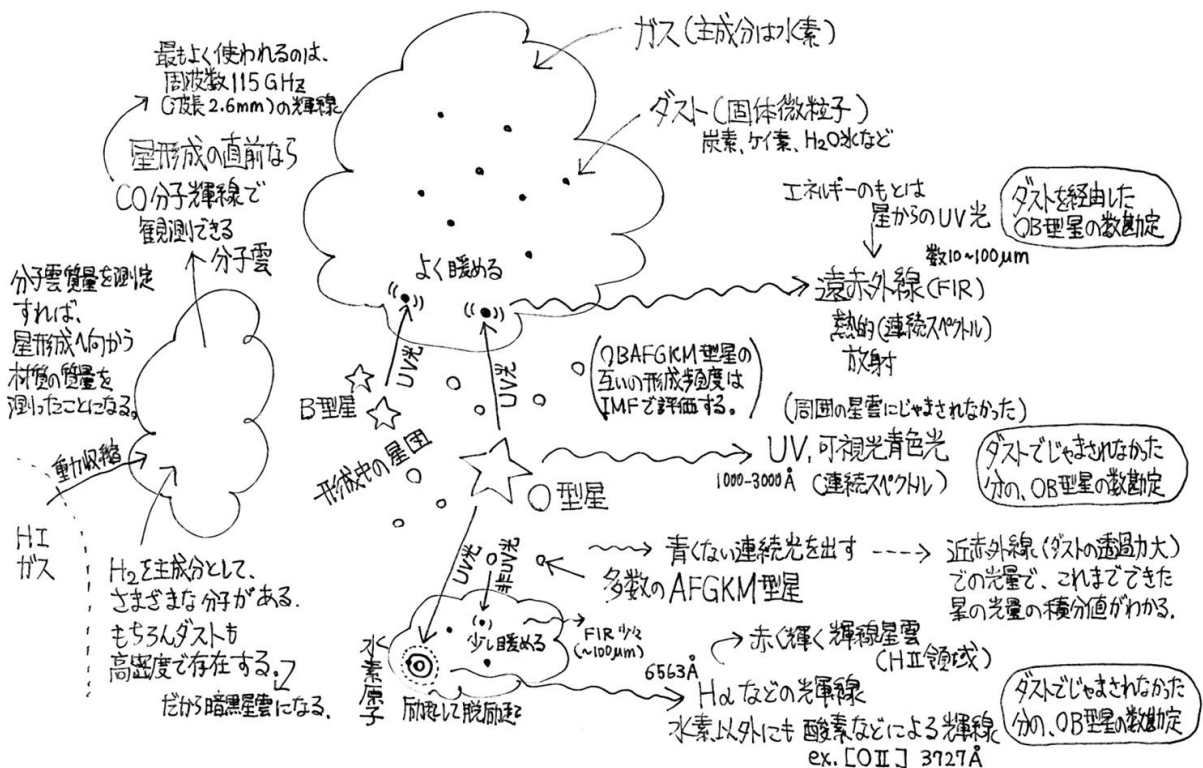 最もよく使われるのは、
周波数115GHz
(波長2.6mm)の輝線
星形成の直前なら
CO分子輝線で
観測できる
分子雲
分子雲質量を測定
すれば、
星形成へ向かう
材質の質量を
測ったことになる。
重力収縮
HI
ガス
H2を主成分として、
さまざまな分子がある.
もちろんダストも
高密度で存在する。
だから暗黒星雲になる.
ガス(主成分は水素)
ダスト(固体微粒子)
炭素、ケイ素、H2O氷など
よく暖める
UV光
UV光
B型星
形成中の星団
O型星
(OBAFGKM型星の
互いの形成頻度は
IMFで評価する。)
エネルギーのもとは
星からのUV光
数10~100μm
遠赤外線(FIR)
熱的(連続スペクトル)
放射
ダストを経由した
OB型星の数勘定
(周囲の星雲にじゃまされなかった)
UV,可視光青色光
1000-3000Å (連続スペクトル)
ダストでじゃまされなかった
分の、OB型星の数勘定
青くない連続光を出す
多数のAFGKM型星
近赤外線(ダストの透過力大)
での光量で、これまでできた
星の光量の積分値がわかる.
UV光
非UV光
少し暖める
FIR少々
(~100μm)
水素原子
励起して脱励起
赤く輝く輝線星雲
(HⅡ領域)
6563Å
Hαなどの輝線
水素以外にも酸素などによる輝線
ex.[OⅡ] 3727Å
ダストでじゃまされなかった
分の、OB型星の数勘定